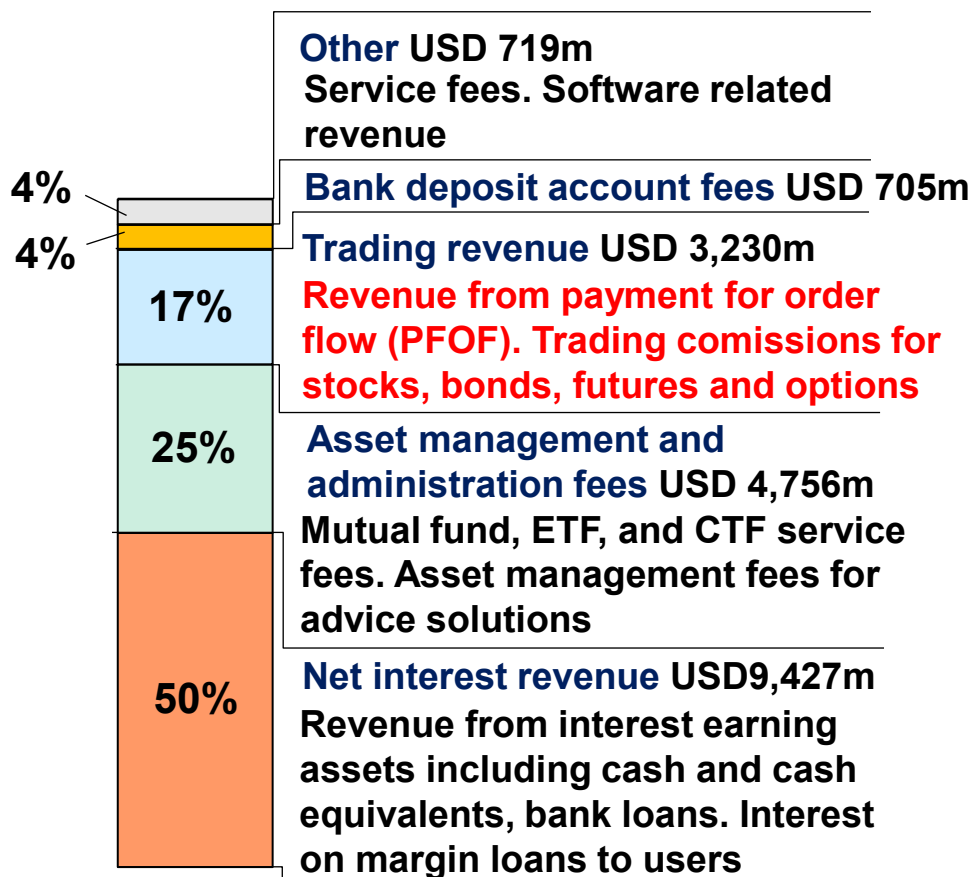 Other USD 719m
Service fees. Software related
revenue
4%
Bank deposit account fees USD 705m
4%
Trading revenue USD 3,230m
17%
Revenue from payment for order
flow (PFOF). Trading comissions for
stocks, bonds, futures and options
25%
Asset management and
administration fees USD 4,756m
Mutual fund, ETF, and CTF service
fees. Asset management fees for
advice solutions
50%
Net interest revenue USD9,427m
Revenue from interest earning
assets including cash and cash
equivalents, bank loans. Interest
on margin loans to users